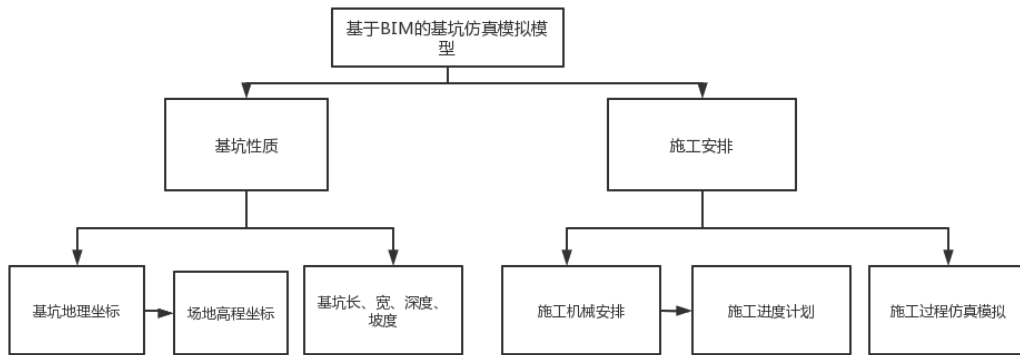 基于BIM的基坑仿真模拟模
型
基坑性质
施工安排
基坑地理坐标
场地高程坐标
基坑长、宽、深度、
坡度
施工机械安排
施工进度计划
施工过程仿真模拟